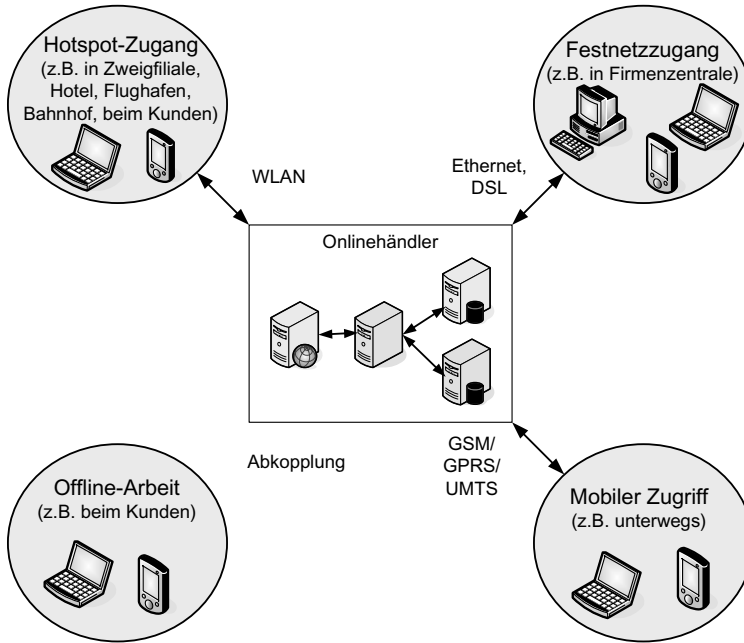 Hotspot-Zugang
(z.B. in Zweigfiliale,
Hotel, Flughafen,
Bahnhof, beim Kunden)
Festnetzzugang
(z.B. in Firmenzentrale)
WLAN
Ethernet,
DSL
Onlinehändler
Abkopplung
GSM/
GPRS/
UMTS
Offline-Arbeit
(z.B. beim Kunden)
Mobiler Zugriff
(z.B. unterwegs)